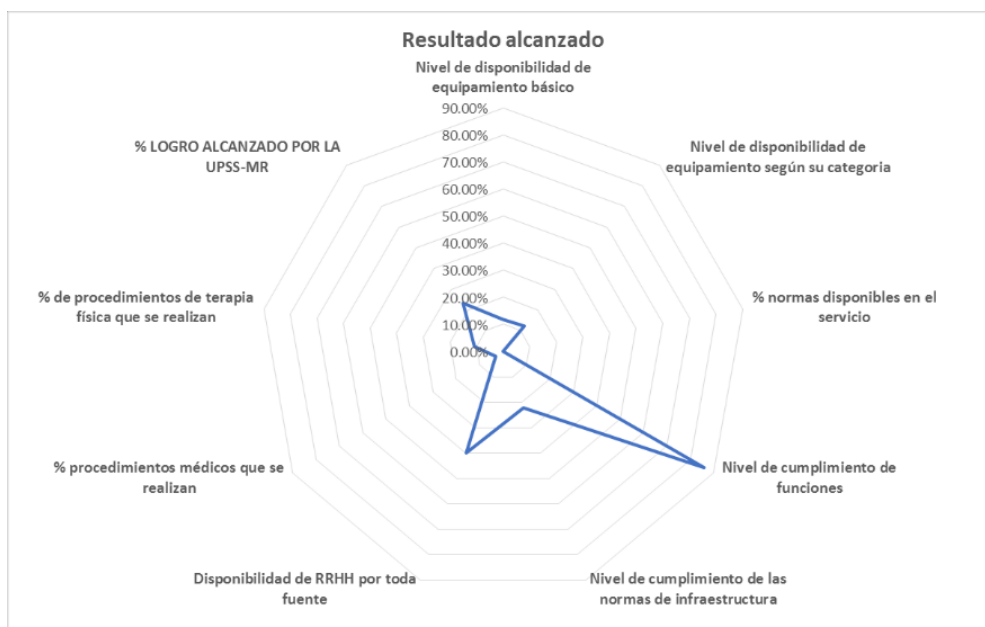 Resultado alcanzado
Nivel de disponibilidad de
equipamiento básico
90.00%
80.00%
70.00%
60.00%
50.00%
40.00%
30.00%
20.00%
10.00%
0.00%
Nivel de disponibilidad de
equipamiento según su categoria
% normas disponibles en el
servicio
Nivel de cumplimiento de
funciones
Nivel de cumplimiento de las
normas de infraestructura
Disponibilidad de RRHH por toda
fuente
% procedimientos médicos que se
realizan
% de procedimientos de terapia
física que se realizan
% LOGRO ALCANZADO POR LA
UPSS-MR